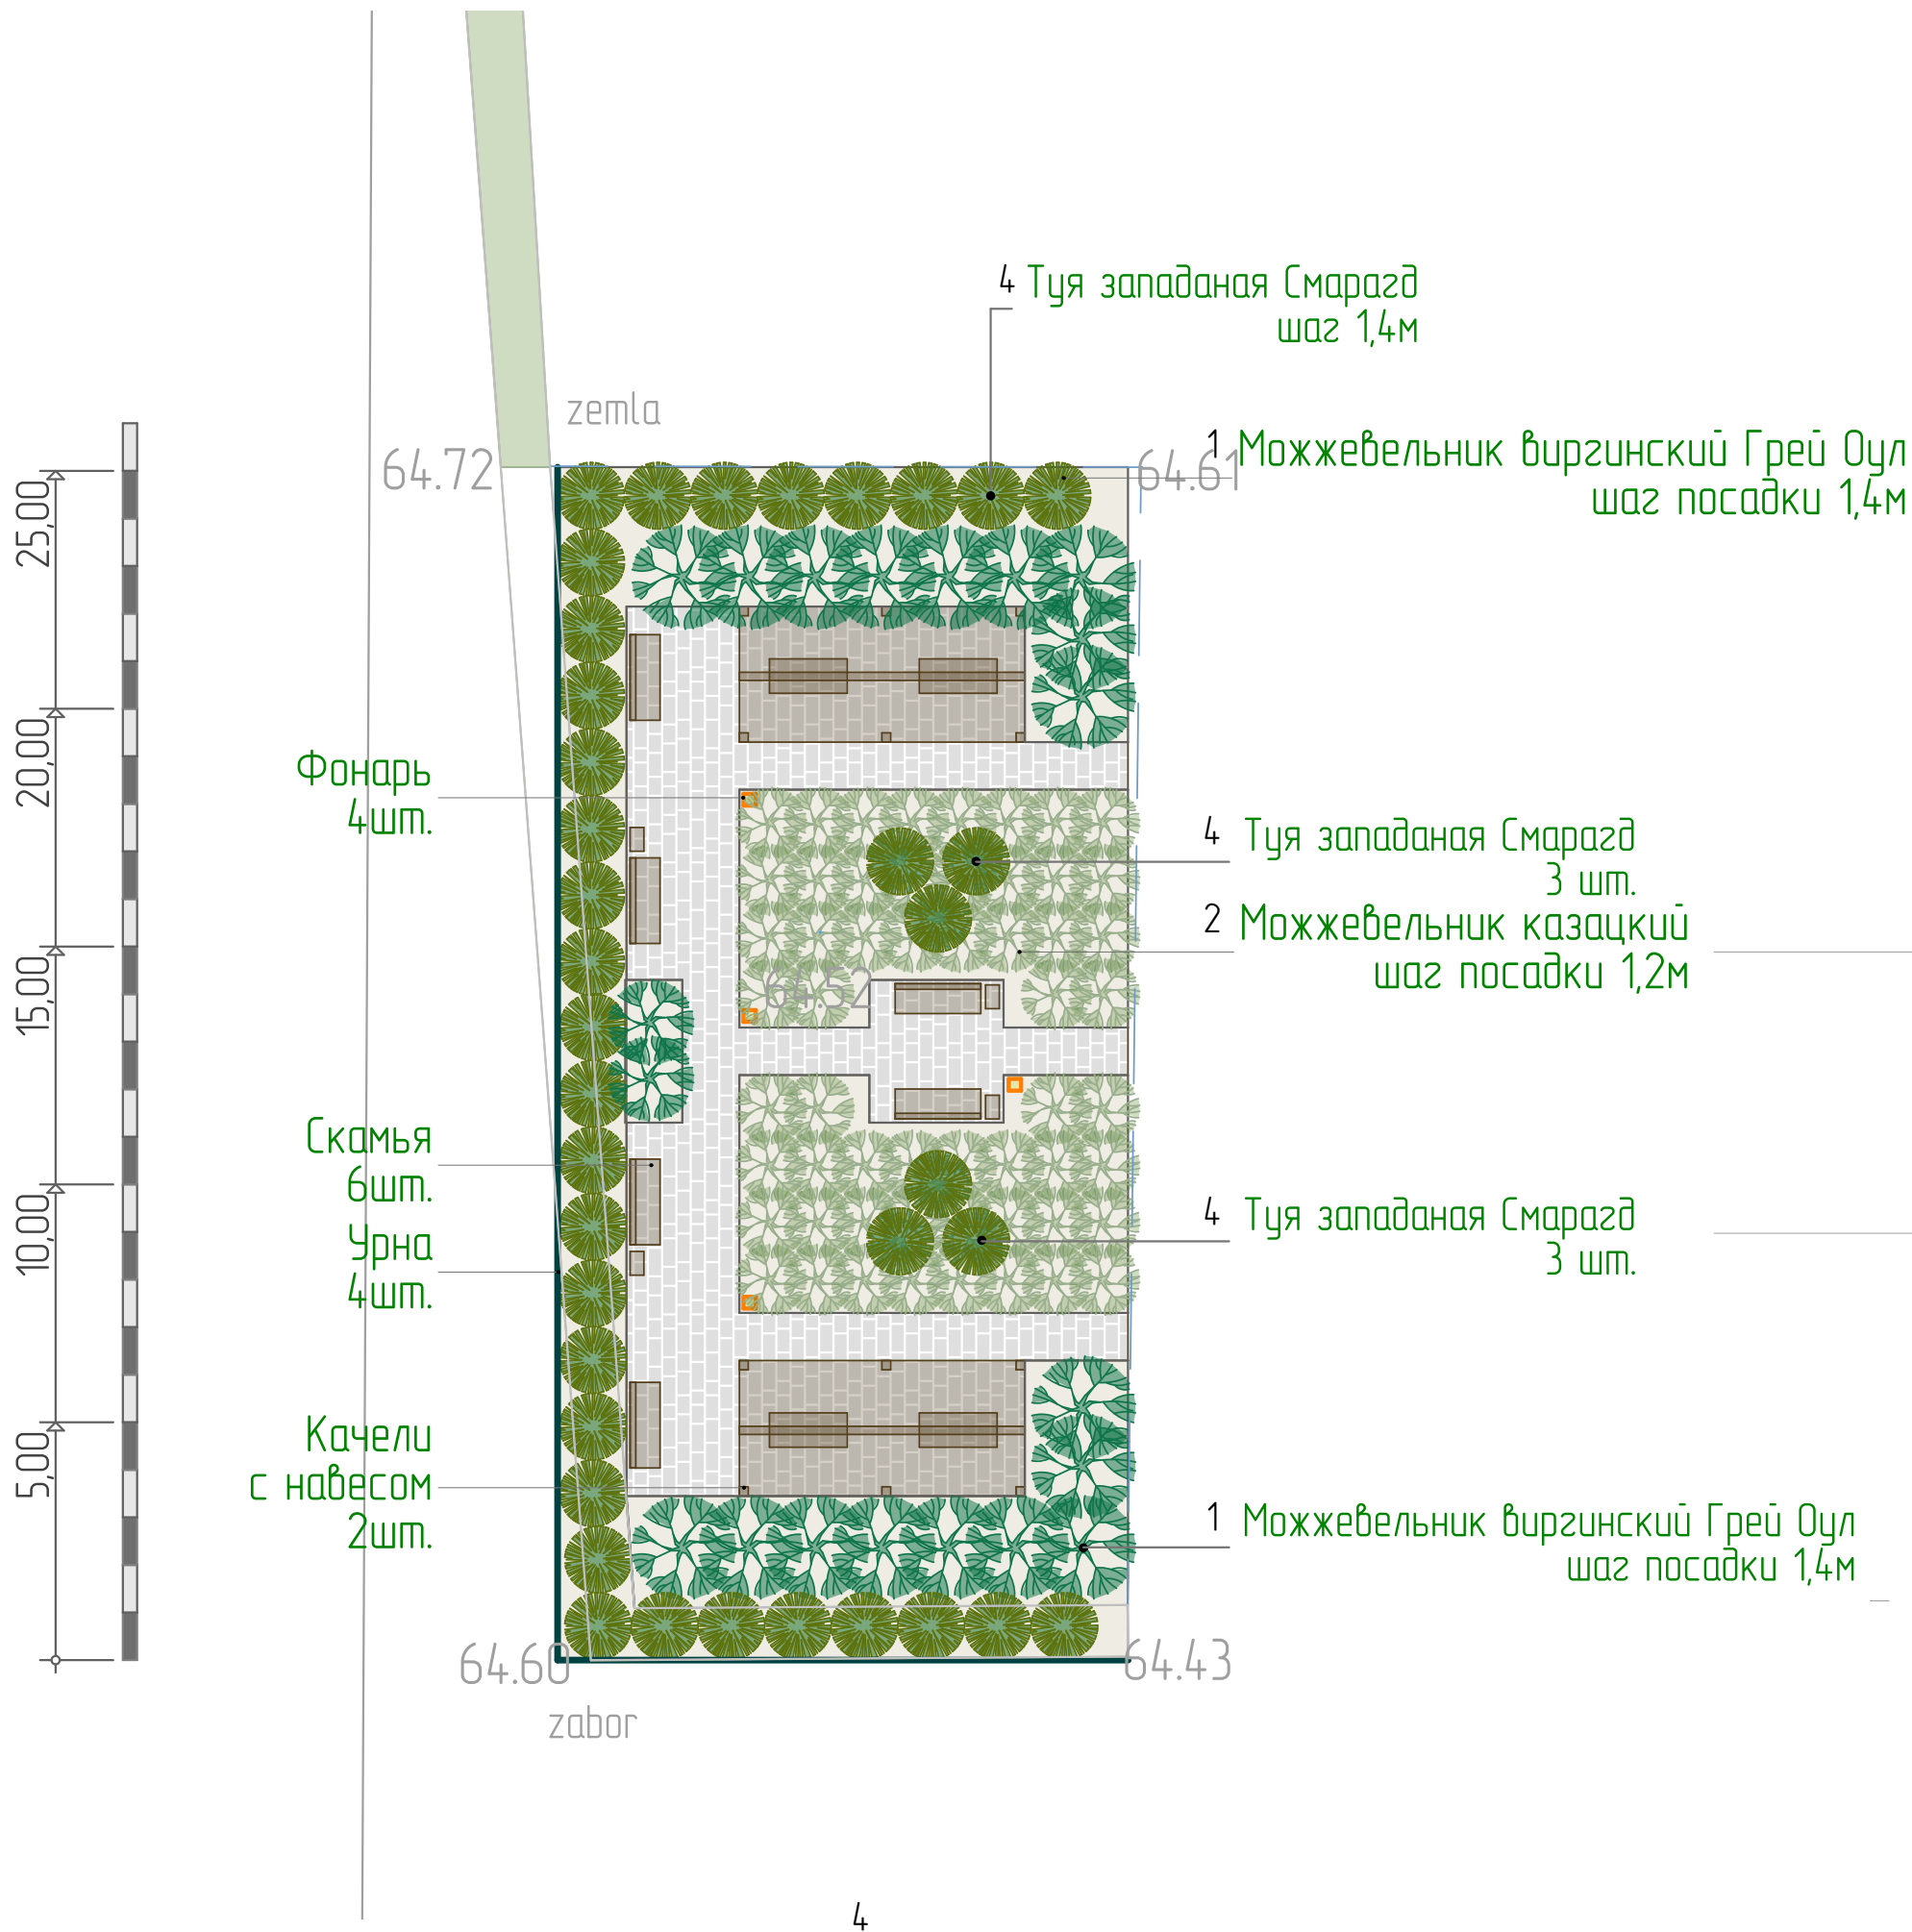 4 Туя западаная Смарагд
шаг 1,4м
zemla
64.72
64.61
1 Можжевельник виргинский Грей Оул
шаг посадки 1,4м
25,00
20,00
15,00
10,00
5,00
Фонарь
4шт.
4 Туя западаная Смарагд
3 шт.
2 Можжевельник казацкий
шаг посадки 1,2м
64.52
Скамья
6шт.
Урна
4шт.
4 Туя западаная Смарагд
3 шт.
Качели
с навесом
2шт.
1 Можжевельник виргинский Грей Оул
шаг посадки 1,4м
64.60
64.43
zabor
4